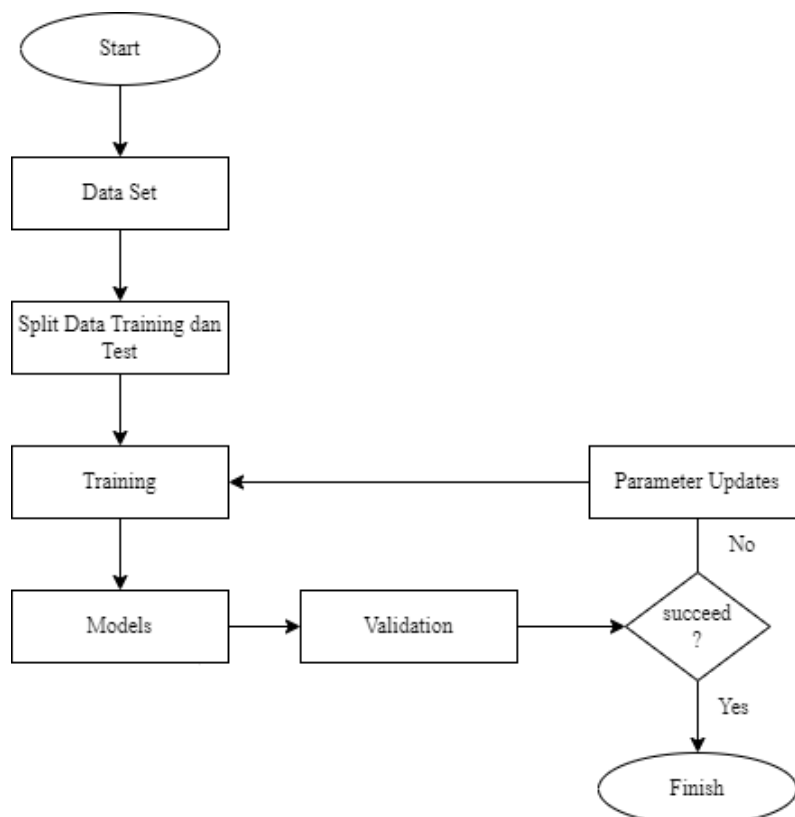 Start
Data Set
Split Data Training dan
Test
Training
Parameter Updates
No
Models
Validation
succeed
?
Yes
Finish